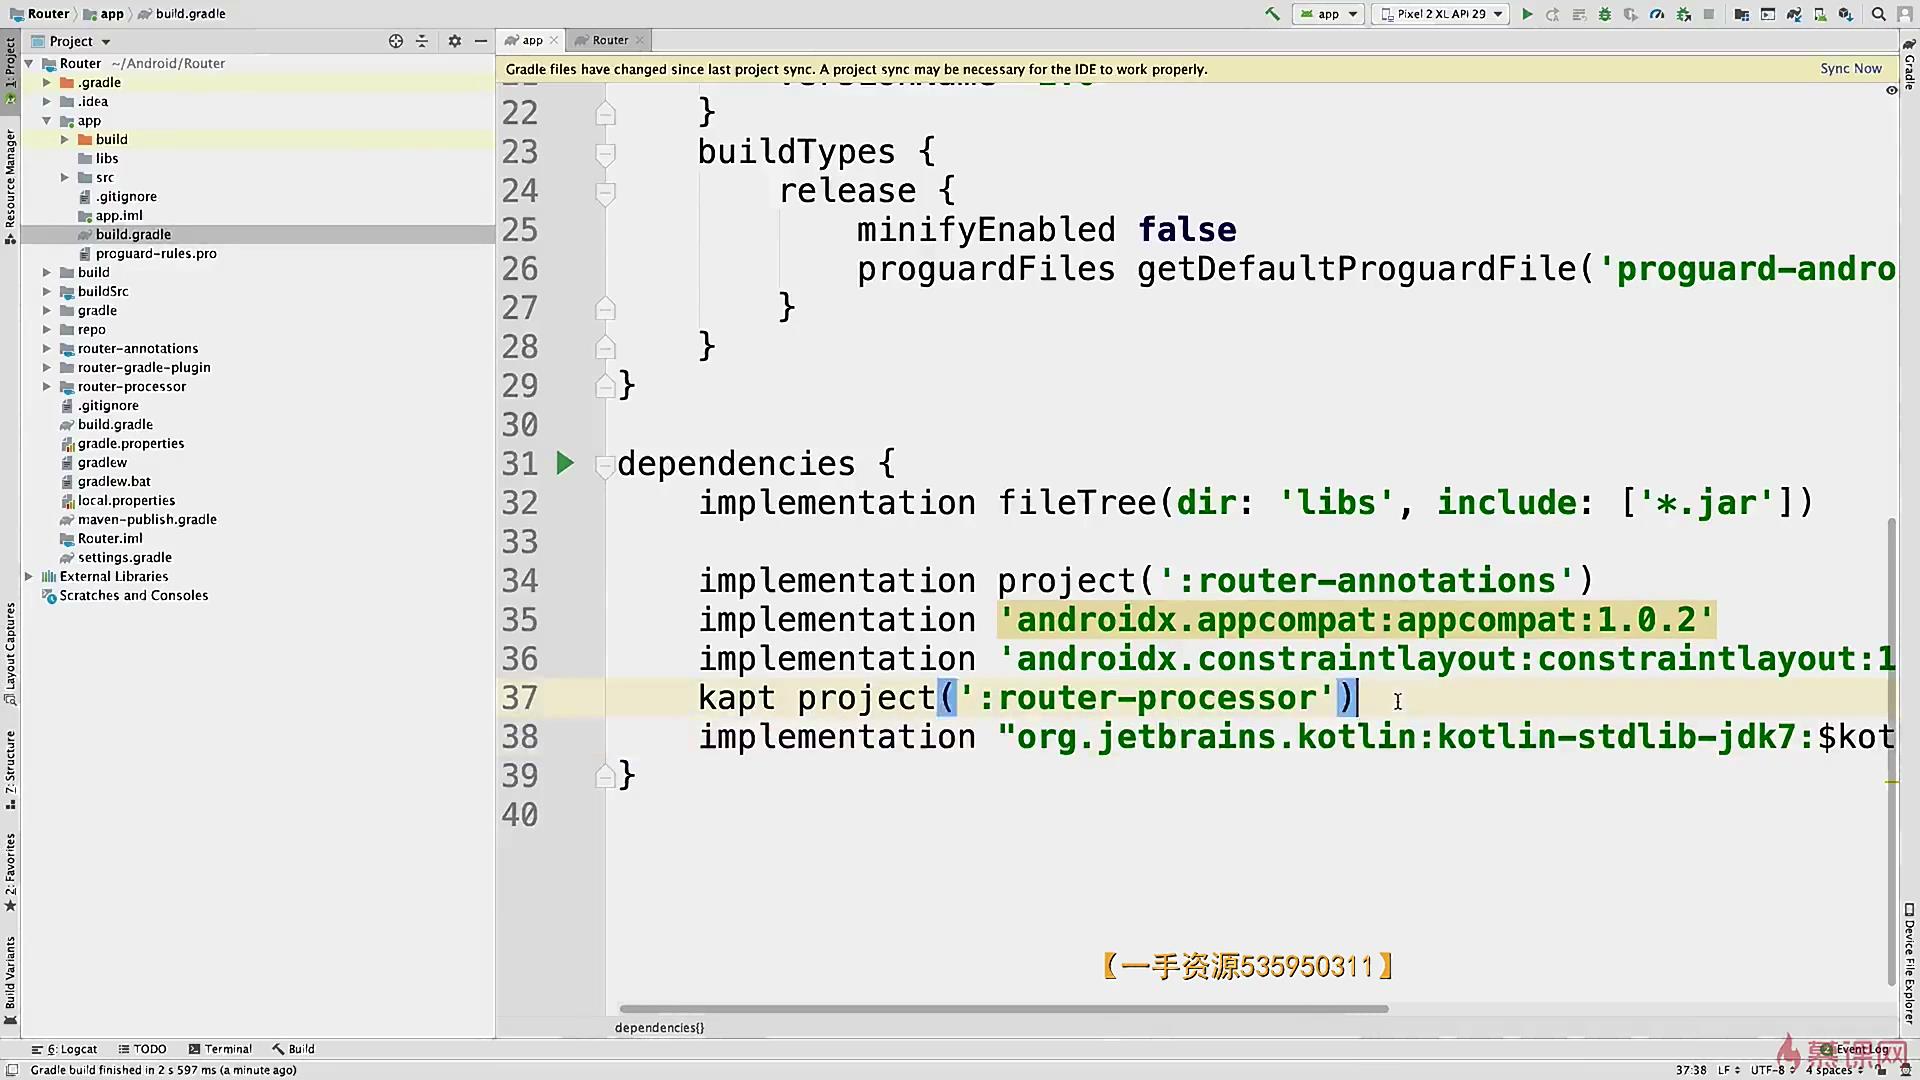 Router app build.gradle
app Pixel 2 XL API 29
Project
app Router
Gradle files have changed since last project sync. A project sync may be necessary for the IDE to work properly.
Sync Now
Router ~/Android/Router
.gradle
.idea
app
build
libs
src
.gitignore
app.iml
build.gradle
proguard-rules.pro
build
buildSrc
gradle
repo
router-annotations
router-gradle-plugin
router-processor
.gitignore
build.gradle
gradle.properties
gradlew
gradlew.bat
local.properties
maven-publish.gradle
Router.iml
settings.gradle
External Libraries
Scratches and Consoles
22 }
23 buildTypes {
24 release {
25 minifyEnabled false
26 proguardFiles getDefaultProguardFile('proguard-andro
27 }
28 }
29 }
30
31 dependencies {
32 implementation fileTree(dir: 'libs', include: ['*.jar'])
33
34 implementation project(':router-annotations')
35 implementation 'androidx.appcompat:appcompat:1.0.2'
36 implementation 'androidx.constraintlayout:constraintlayout:1
37 kapt project(':router-processor')
38 implementation "org.jetbrains.kotlin:kotlin-stdlib-jdk7:$kot
39 }
40
【一手资源535950311】
dependencies{}
1: Project
Resource Manager
Layout Captures
7: Structure
2: Favorites
Build Variants
Gradle
Device File Explorer
6: Logcat TODO Terminal Build
Event Log
慕课网
Gradle build finished in 2 s 597 ms (a minute ago)
37:38 LF UTF-8 4 spaces